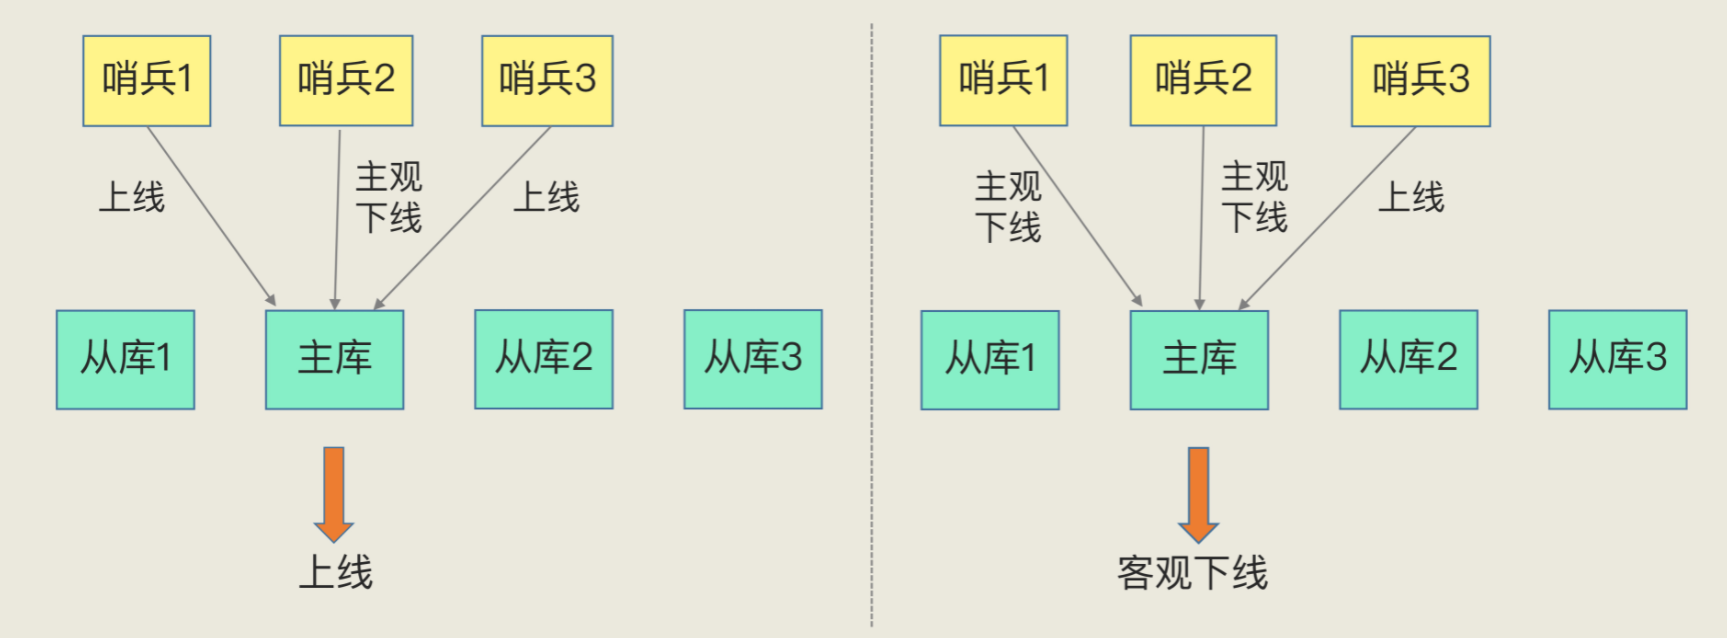 哨兵1
哨兵2
哨兵3
上线
主观
下线
上线
从库1
主库
从库2
从库3
上线
哨兵1
哨兵2
哨兵3
主观
下线
主观
下线
上线
从库1
主库
从库2
从库3
客观下线